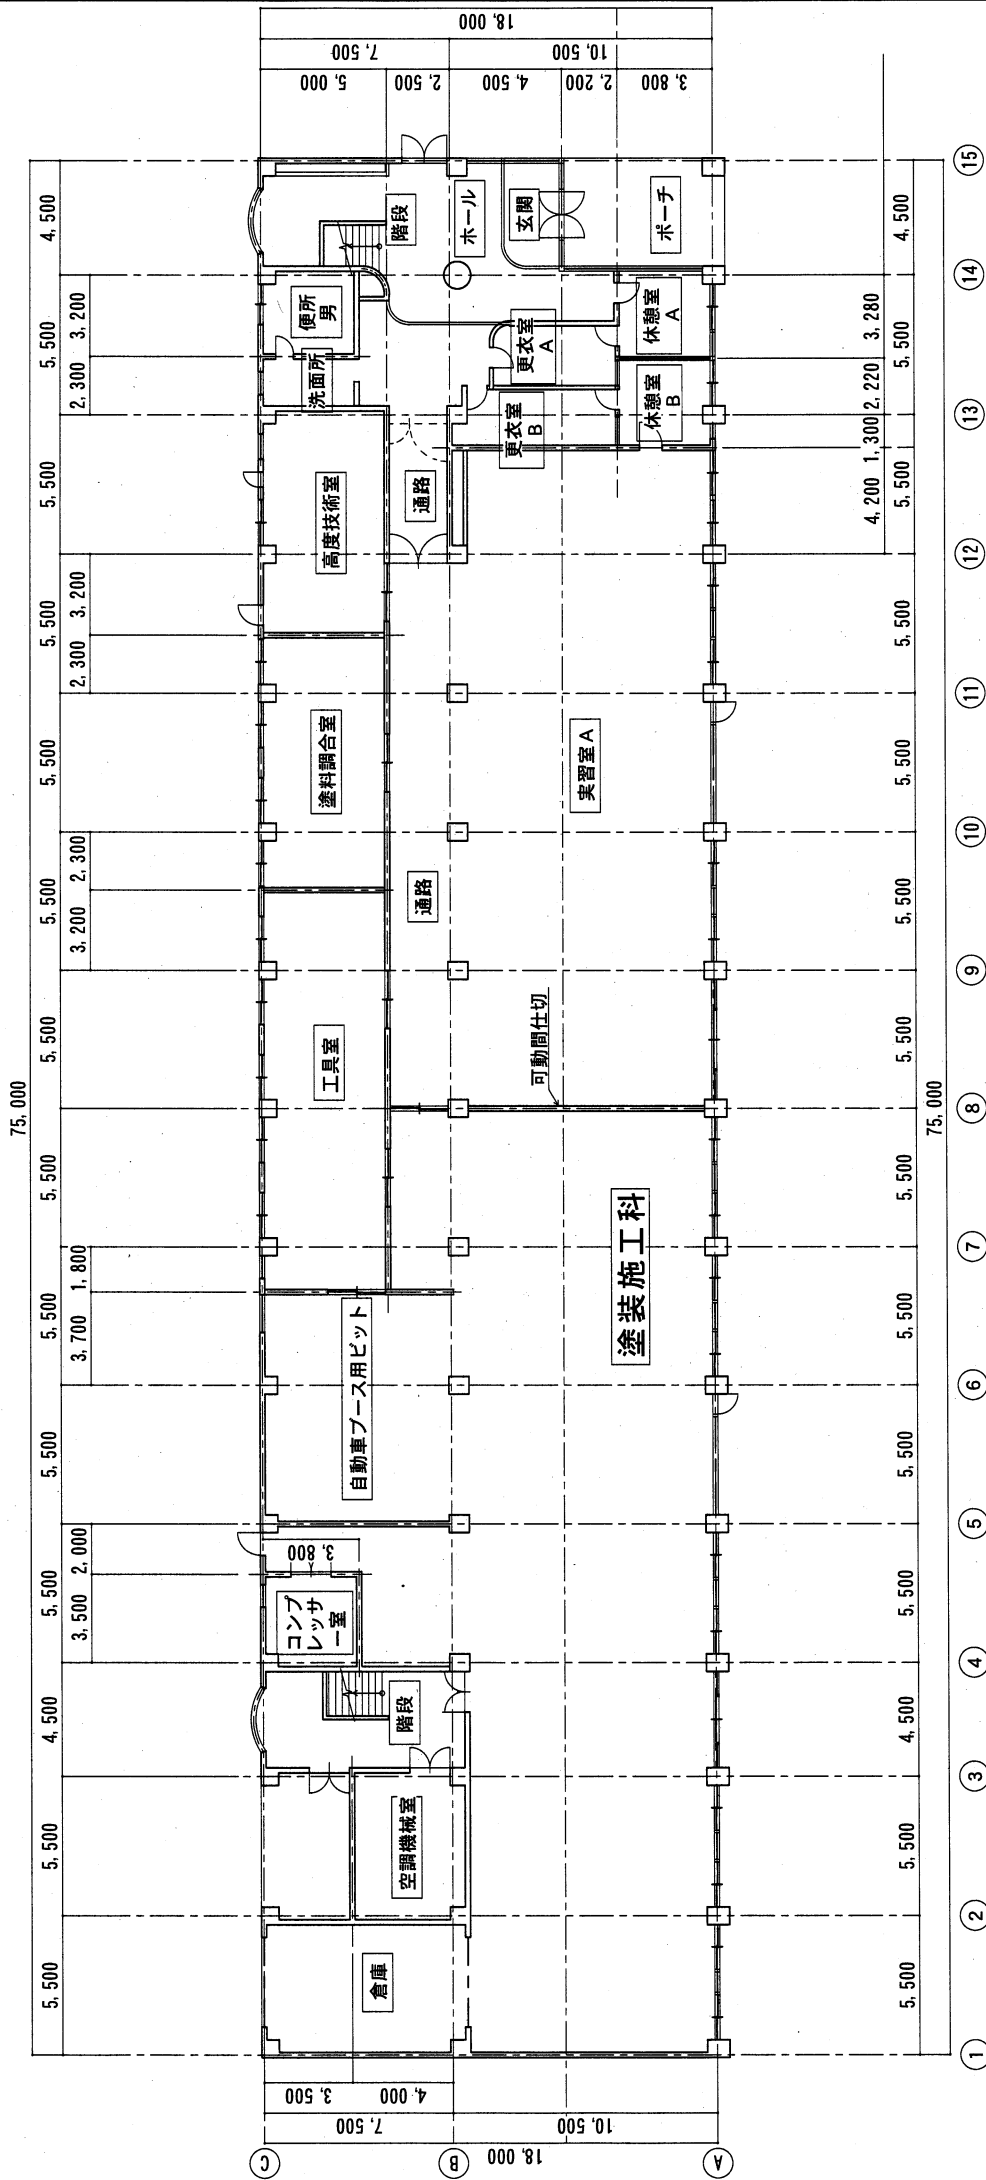 75,000
5,500
5,500
4,500
5,500
5,500
5,500
5,500
5,500
5,500
5,500
5,500
5,500
5,500
4,500
3,500
2,000
3,700
1,800
3,200
2,300
2,300
3,200
2,300
3,200
18,000
7,500
10,500
3,500
4,000
C
B
A
倉庫
空調機械室
階段
コンプ
レッサ
ー室
3,800
自動車ブース用ピット
工具室
塗料調合室
高度技術室
洗面所
便所
男
階段
通路
通路
ホール
玄関
ポーチ
更衣室
A
更衣室
B
休憩室
A
休憩室
B
実習室A
可動間仕切
塗装施工科
5,000
2,500
4,500
2,200
3,800
7,500
10,500
18,000
4,200
1,300
2,220
3,280
5,500
5,500
4,500
5,500
5,500
5,500
5,500
5,500
5,500
5,500
5,500
5,500
5,500
4,500
75,000
1
2
3
4
5
6
7
8
9
10
11
12
13
14
15